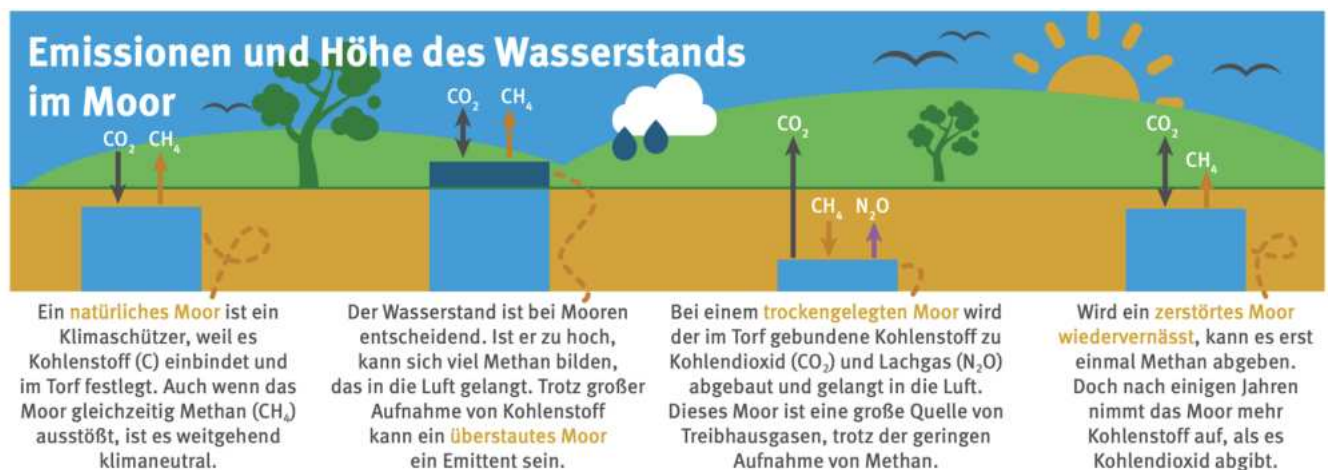 Emissionen und Höhe des Wasserstands
im Moor
CO₂ CH₄
CO₂ CH₄
CO₂
CH₄ N₂O
CO₂
CH₄
Ein natürliches Moor ist ein
Klimaschützer, weil es
Kohlenstoff (C) einbindet und
im Torf festlegt. Auch wenn das
Moor gleichzeitig Methan (CH₄)
ausstößt, ist es weitgehend
klimaneutral.
Der Wasserstand ist bei Mooren
entscheidend. Ist er zu hoch,
kann sich viel Methan bilden,
das in die Luft gelangt. Trotz großer
Aufnahme von Kohlenstoff
kann ein überstautes Moor
ein Emittent sein.
Bei einem trockengelegten Moor wird
der im Torf gebundene Kohlenstoff zu
Kohlendioxid (CO₂) und Lachgas (N₂O)
abgebaut und gelangt in die Luft.
Dieses Moor ist eine große Quelle von
Treibhausgasen, trotz der geringen
Aufnahme von Methan.
Wird ein zerstörtes Moor
wiedervernässt, kann es erst
einmal Methan abgeben.
Doch nach einigen Jahren
nimmt das Moor mehr
Kohlenstoff auf, als es
Kohlendioxid abgibt.